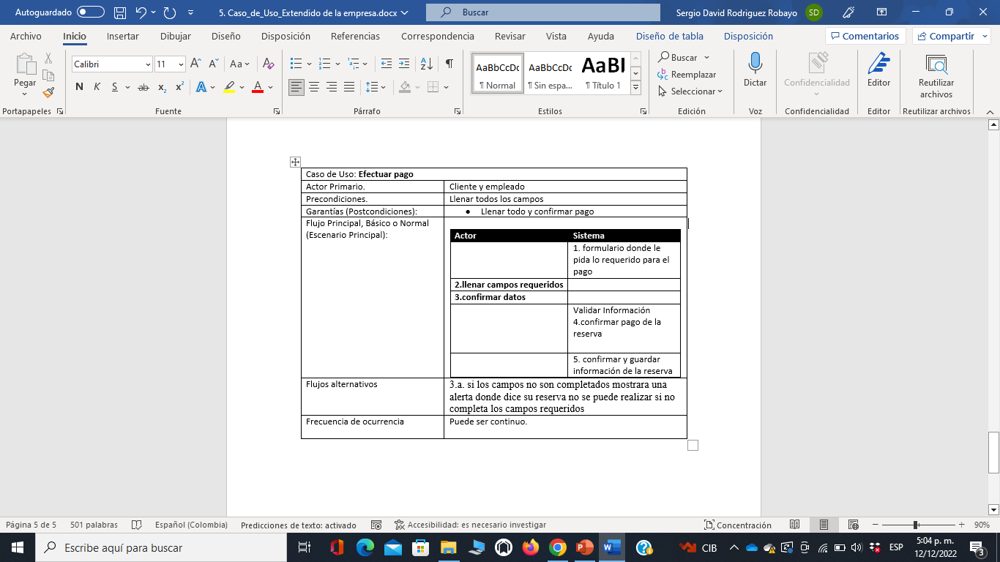 Autoguardado
5. Caso_de_Uso_Extendido de la empresa.docx
Buscar
Sergio David Rodriguez Robayo
SD
Archivo Inicio Insertar Dibujar Diseño Disposición Referencias Correspondencia Revisar Vista Ayuda Diseño de tabla Disposición
Comentarios
Compartir
Pegar
Calibri 11
A A Aa A
N K S ab x2 x2 A A
AaBbCcDc AaBbCcDc AaBl
¶ Normal ¶ Sin espa... ¶ Título 1
Buscar
Reemplazar
Seleccionar
Dictar
Confidencialidad
Editor
Reutilizar
archivos
Portapapeles Fuente Párrafo Estilos Edición Voz Confidencialidad Editor Reutilizar archivos
Caso de Uso: Efectuar pago
Actor Primario. Cliente y empleado
Precondiciones. Llenar todos los campos
Garantías (Postcondiciones): • Llenar todo y confirmar pago
Flujo Principal, Básico o Normal
(Escenario Principal):
Actor Sistema
1. formulario donde le
pida lo requerido para el
pago
2.llenar campos requeridos
3.confirmar datos
Validar Información
4.confirmar pago de la
reserva
5. confirmar y guardar
información de la reserva
Flujos alternativos
3.a. si los campos no son completados mostrara una
alerta donde dice su reserva no se puede realizar si no
completa los campos requeridos
Frecuencia de ocurrencia Puede ser continuo.
Página 5 de 5 501 palabras Español (Colombia) Predicciones de texto: activado Accesibilidad: es necesario investigar Concentración 90%
Escribe aquí para buscar
CIB
ESP
5:04 p. m.
12/12/2022
3